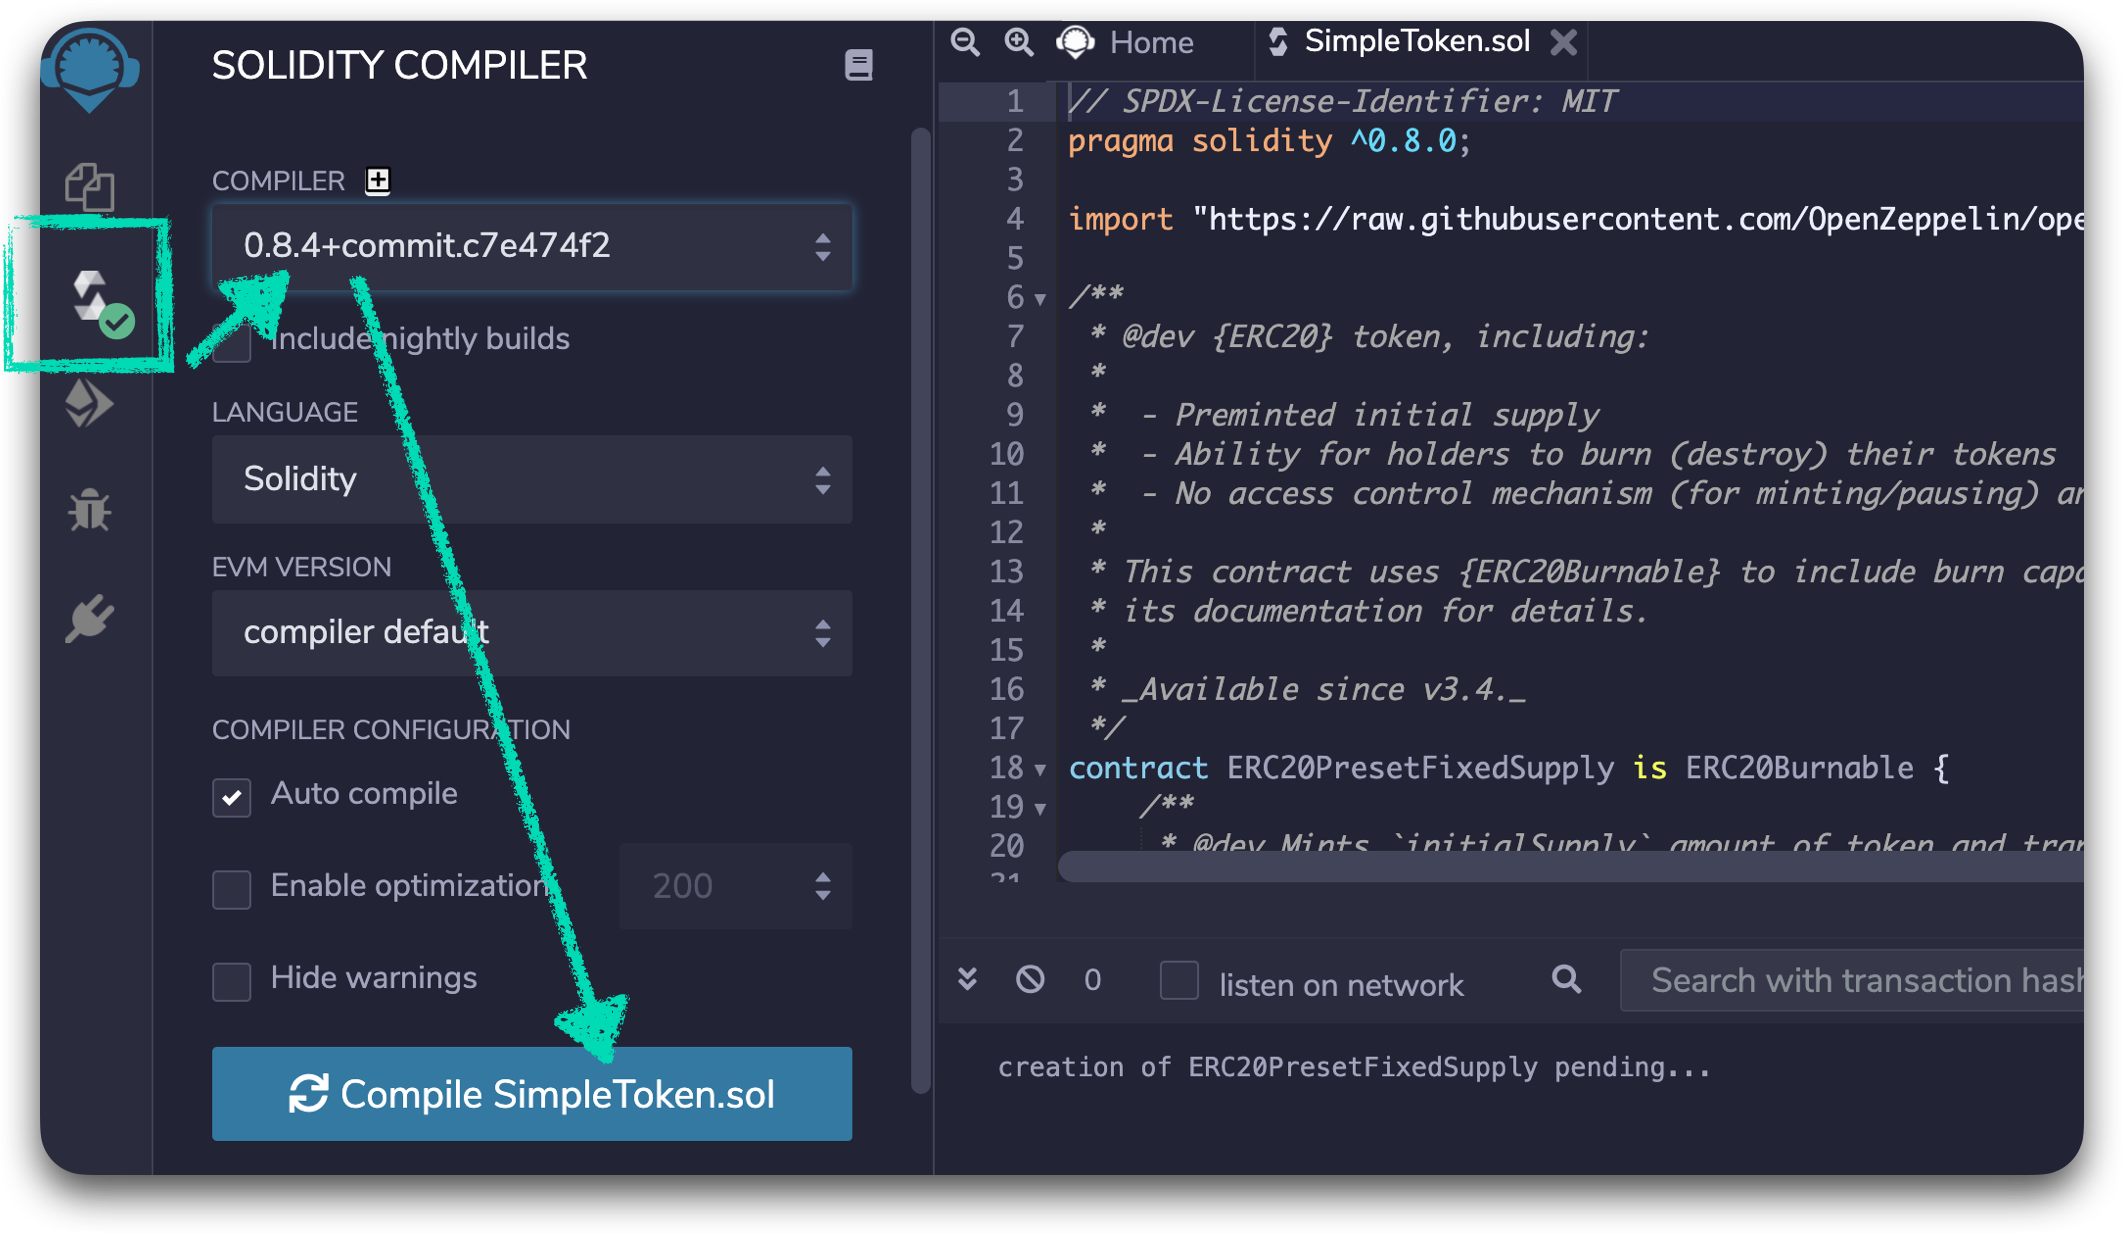 SOLIDITY COMPILER
COMPILER
0.8.4+commit.c7e474f2
Include nightly builds
LANGUAGE
Solidity
EVM VERSION
compiler default
COMPILER CONFIGURATION
Auto compile
Enable optimization
200
Hide warnings
Compile SimpleToken.sol
Home
SimpleToken.sol
1 // SPDX-License-Identifier: MIT
2 pragma solidity ^0.8.0;
3
4 import "https://raw.githubusercontent.com/OpenZeppelin/ope
5
6 /**
7 * @dev {ERC20} token, including:
8 *
9 * - Preminted initial supply
10 * - Ability for holders to burn (destroy) their tokens
11 * - No access control mechanism (for minting/pausing) an
12 *
13 * This contract uses {ERC20Burnable} to include burn capa
14 * its documentation for details.
15 *
16 * _Available since v3.4._
17 */
18 contract ERC20PresetFixedSupply is ERC20Burnable {
19 /**
20 * @dev Mints `initialSupply` amount of token and tran
21
0
listen on network
Search with transaction hash
creation of ERC20PresetFixedSupply pending...